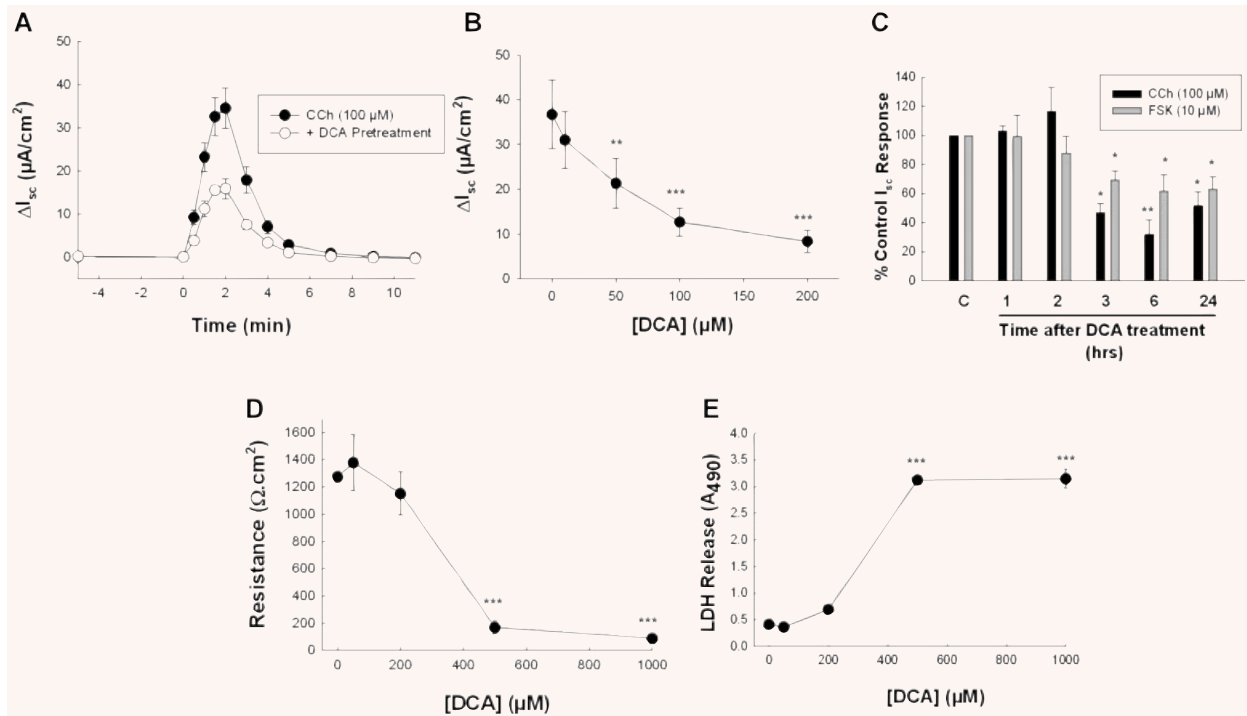 A
50
40
30
20
10
0
ΔIsc (µA/cm²)
-4 -2 0 2 4 6 8 10
Time (min)
CCh (100 µM)
+ DCA Pretreatment
B
50
40
30
20
10
0
ΔIsc (µA/cm²)
**
***
***
0 50 100 150 200
[DCA] (µM)
C
140
120
100
80
60
40
20
0
% Control Isc Response
CCh (100 µM)
FSK (10 µM)
* * ** * * *
C 1 2 3 6 24
Time after DCA treatment
(hrs)
D
1600
1400
1200
1000
800
600
400
200
0
Resistance (Ω.cm²)
***
***
0 200 400 600 800 1000
[DCA] (µM)
E
4.0
3.5
3.0
2.5
2.0
1.5
1.0
0.5
0.0
LDH Release (A490)
***
***
0 200 400 600 800 1000
[DCA] (µM)